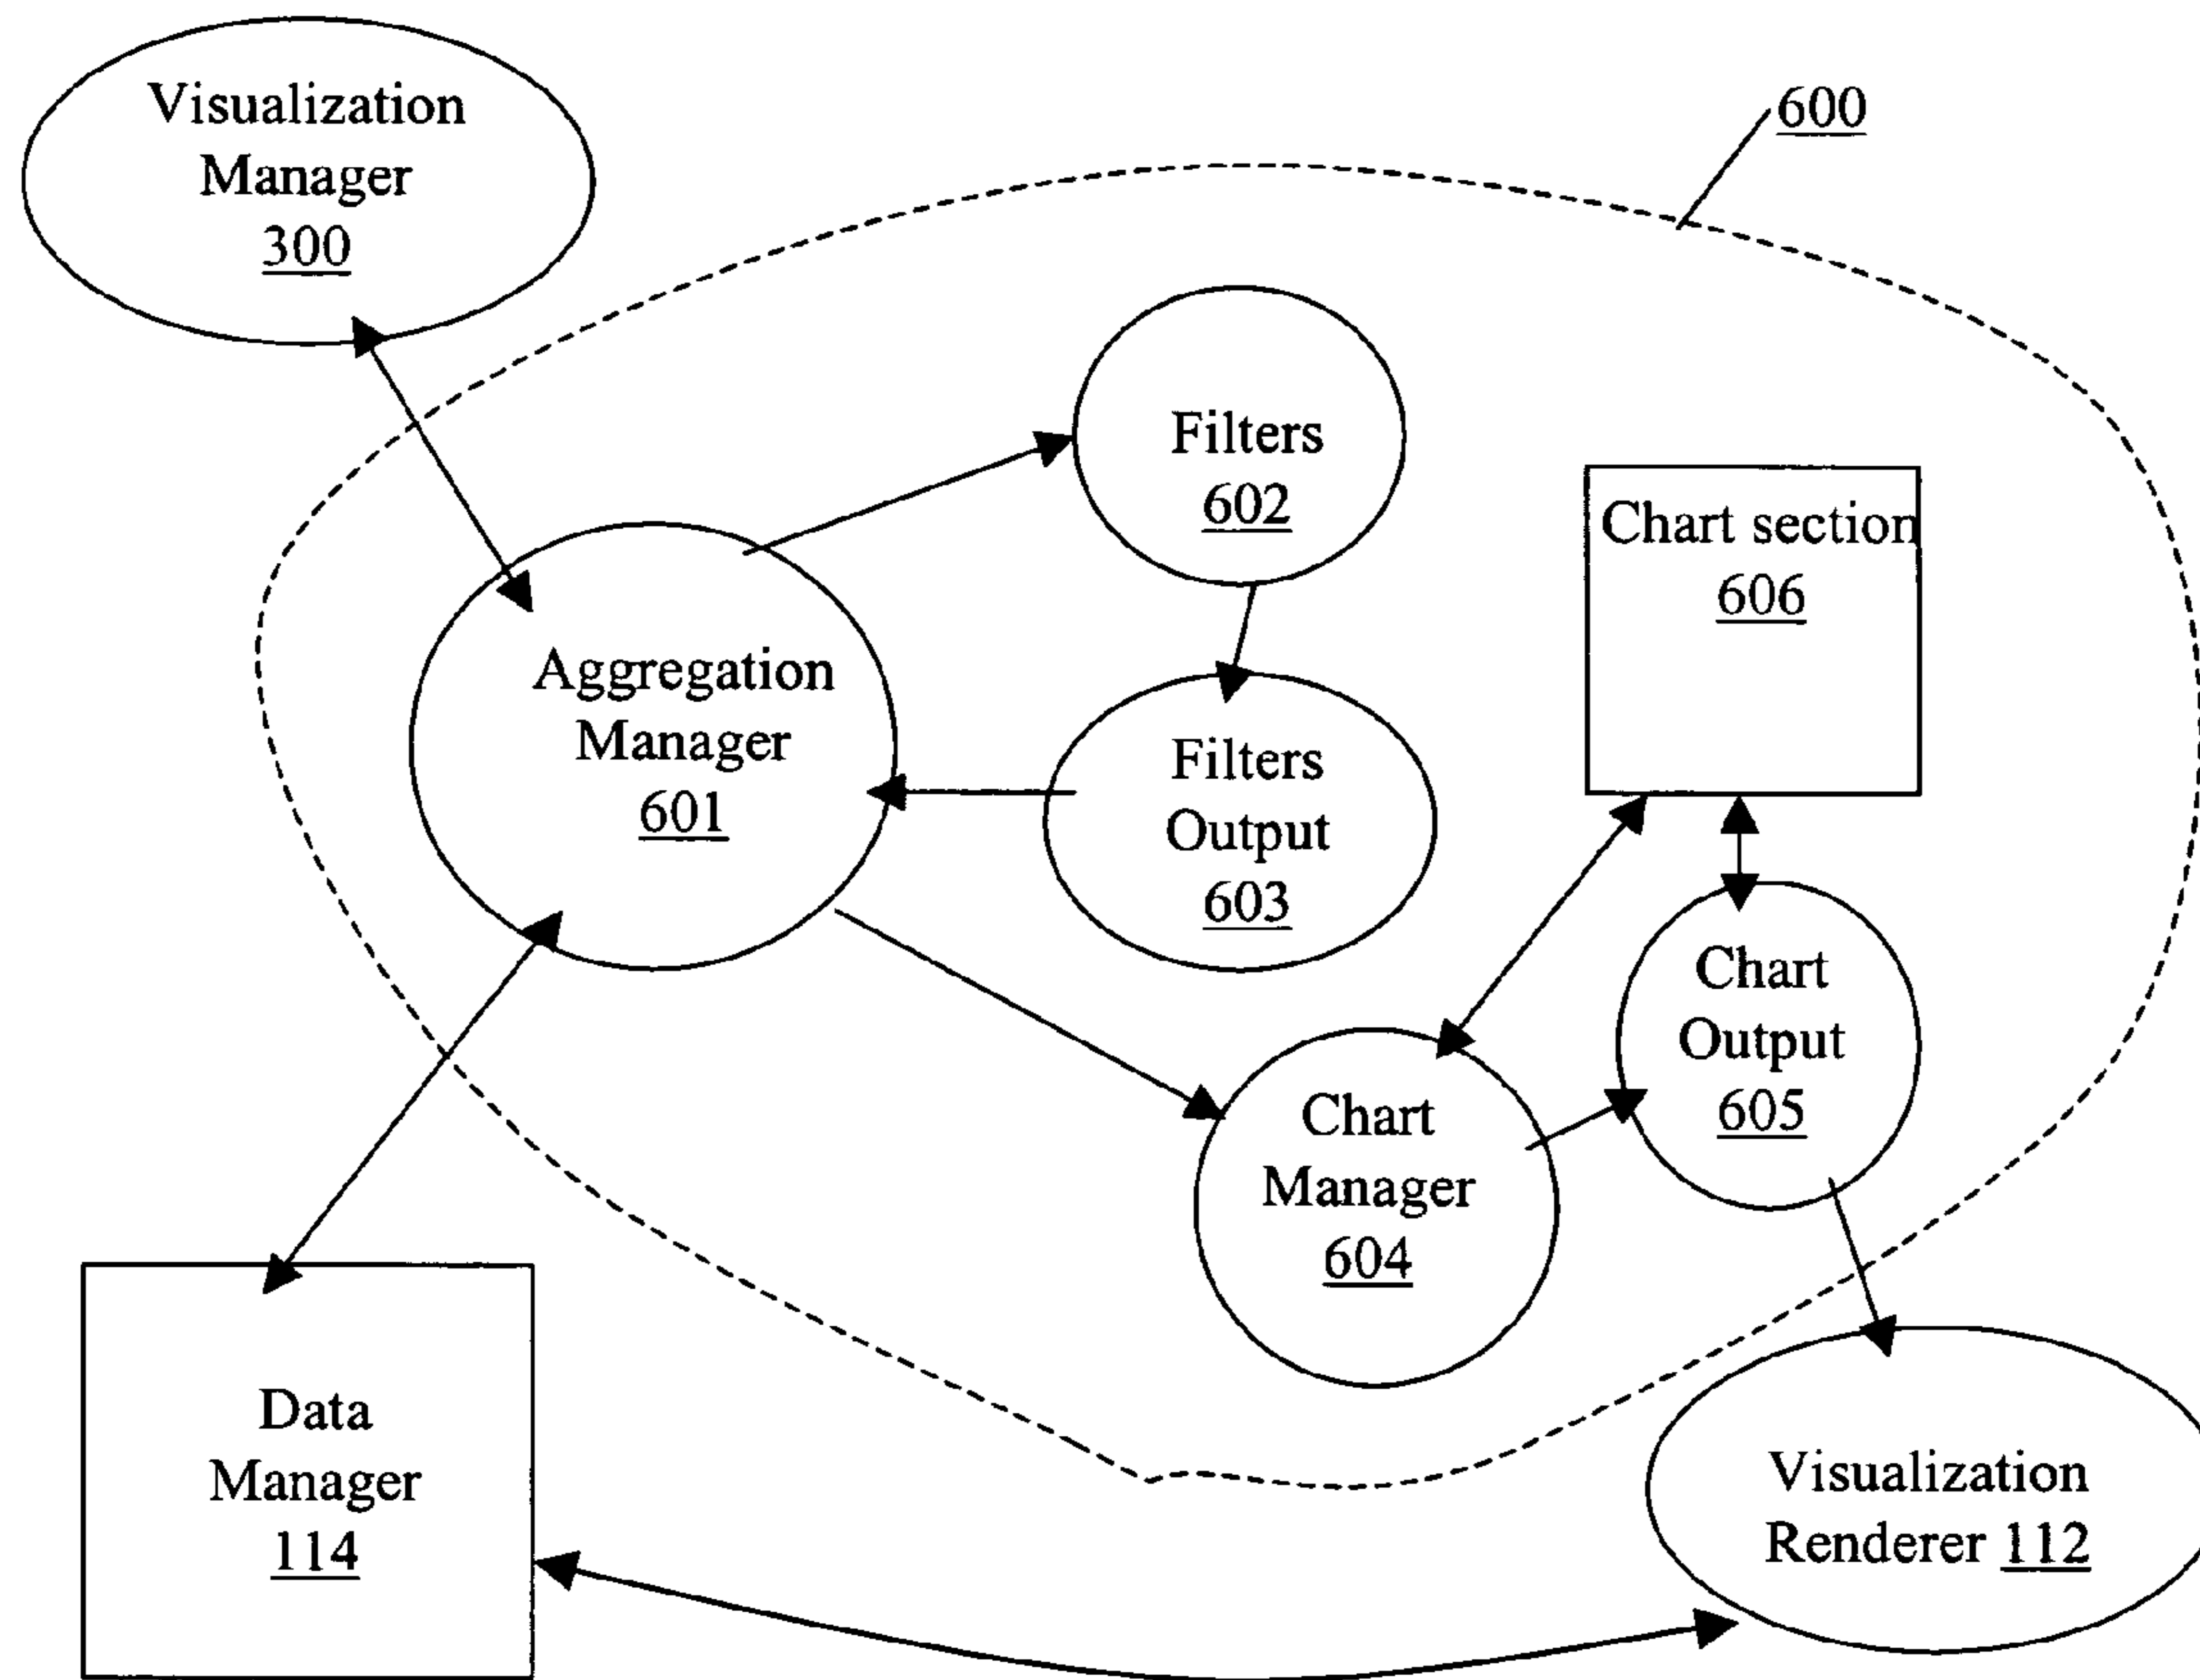 Visualization
Manager
300
600
Filters
602
Chart section
606
Aggregation
Manager
601
Filters
Output
603
Chart
Output
605
Chart
Manager
604
Data
Manager
114
Visualization
Renderer 112